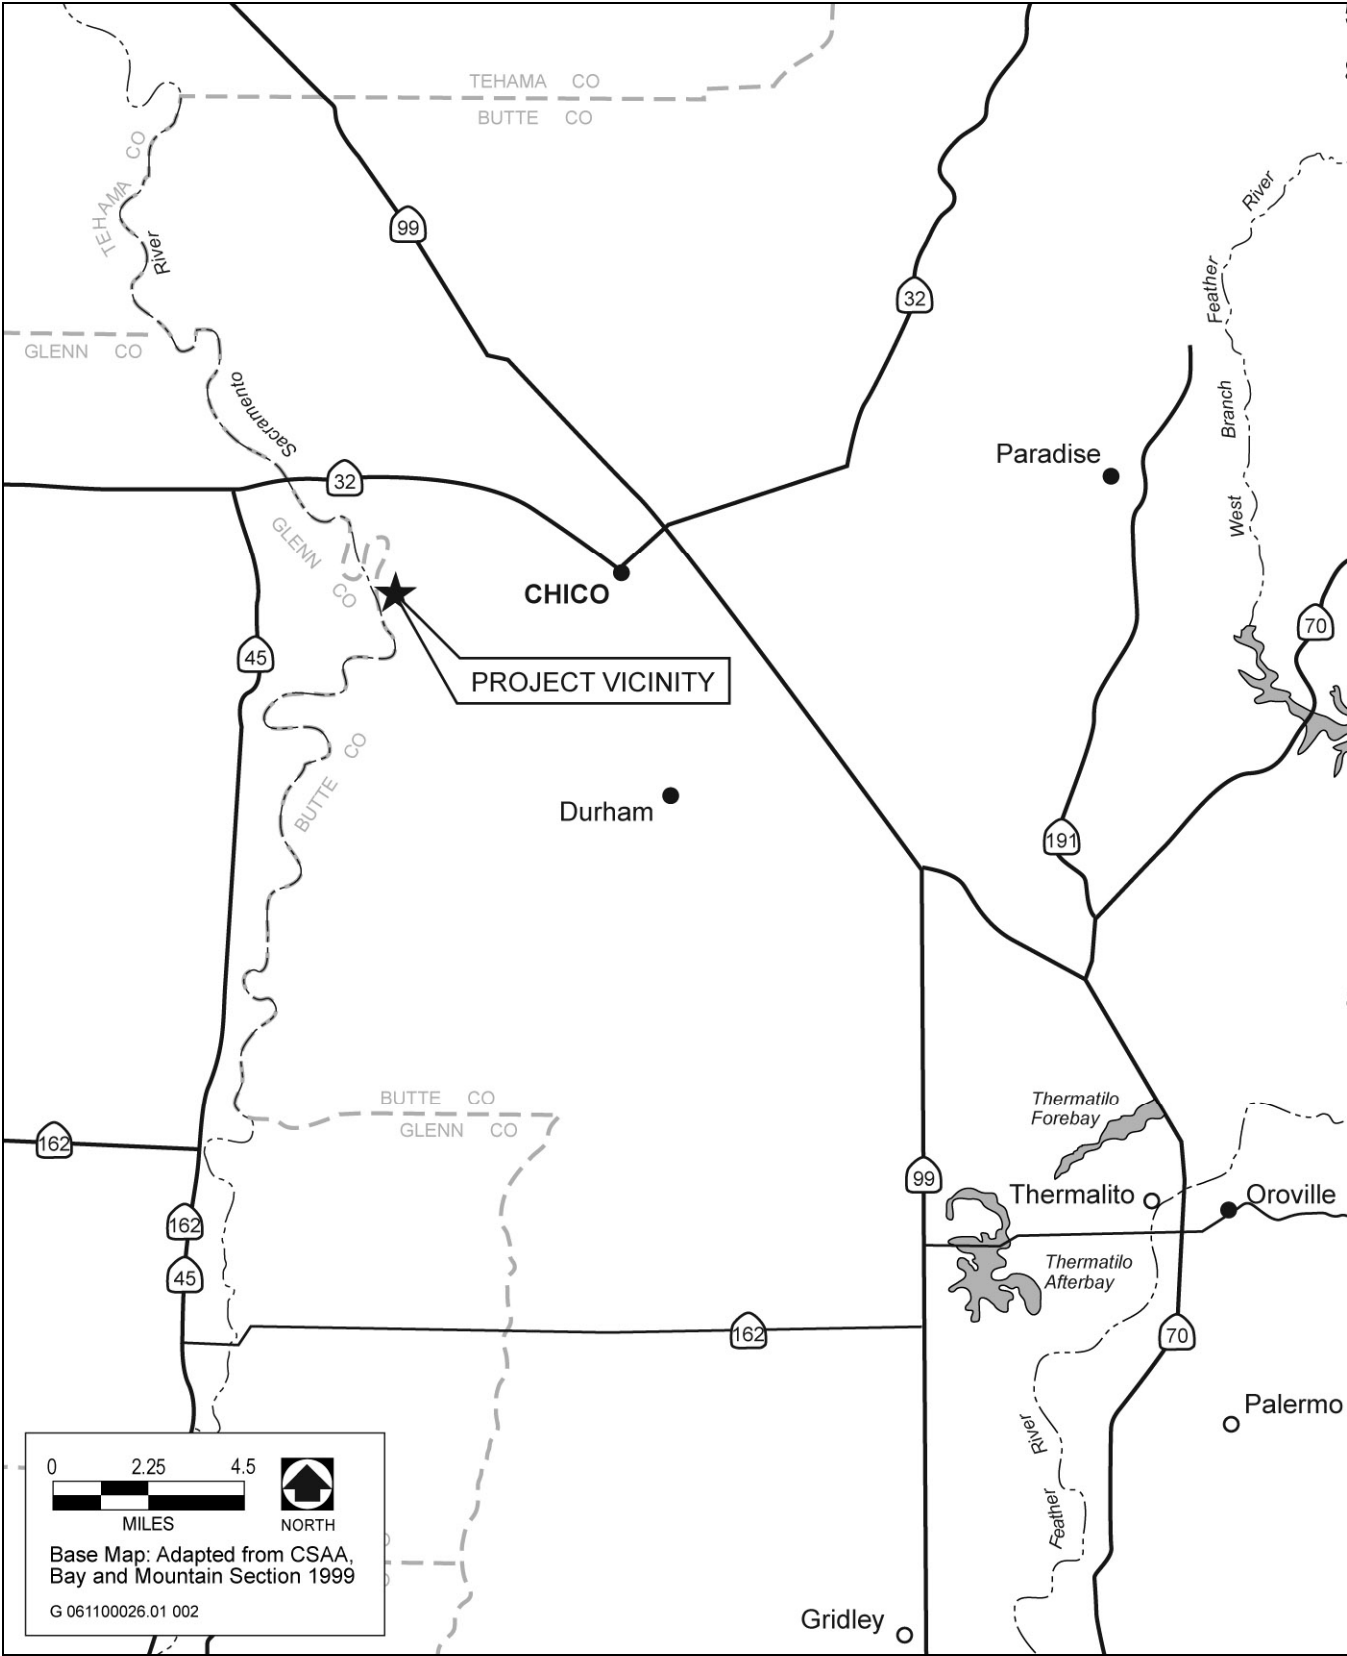 TEHAMA CO
BUTTE CO
TEHAMA CO
River
99
River
Feather
32
GLENN CO
Sacramento
Branch
Paradise
32
West
GLENN CO
CHICO
70
45
PROJECT VICINITY
BUTTE CO
Durham
191
BUTTE CO
GLENN CO
Thermatilo
Forebay
162
99
Thermalito
Oroville
162
45
Thermatilo
Afterbay
162
70
Palermo
River
Feather
0 2.25 4.5
MILES
NORTH
Base Map: Adapted from CSAA,
Bay and Mountain Section 1999
G 061100026.01 002
Gridley